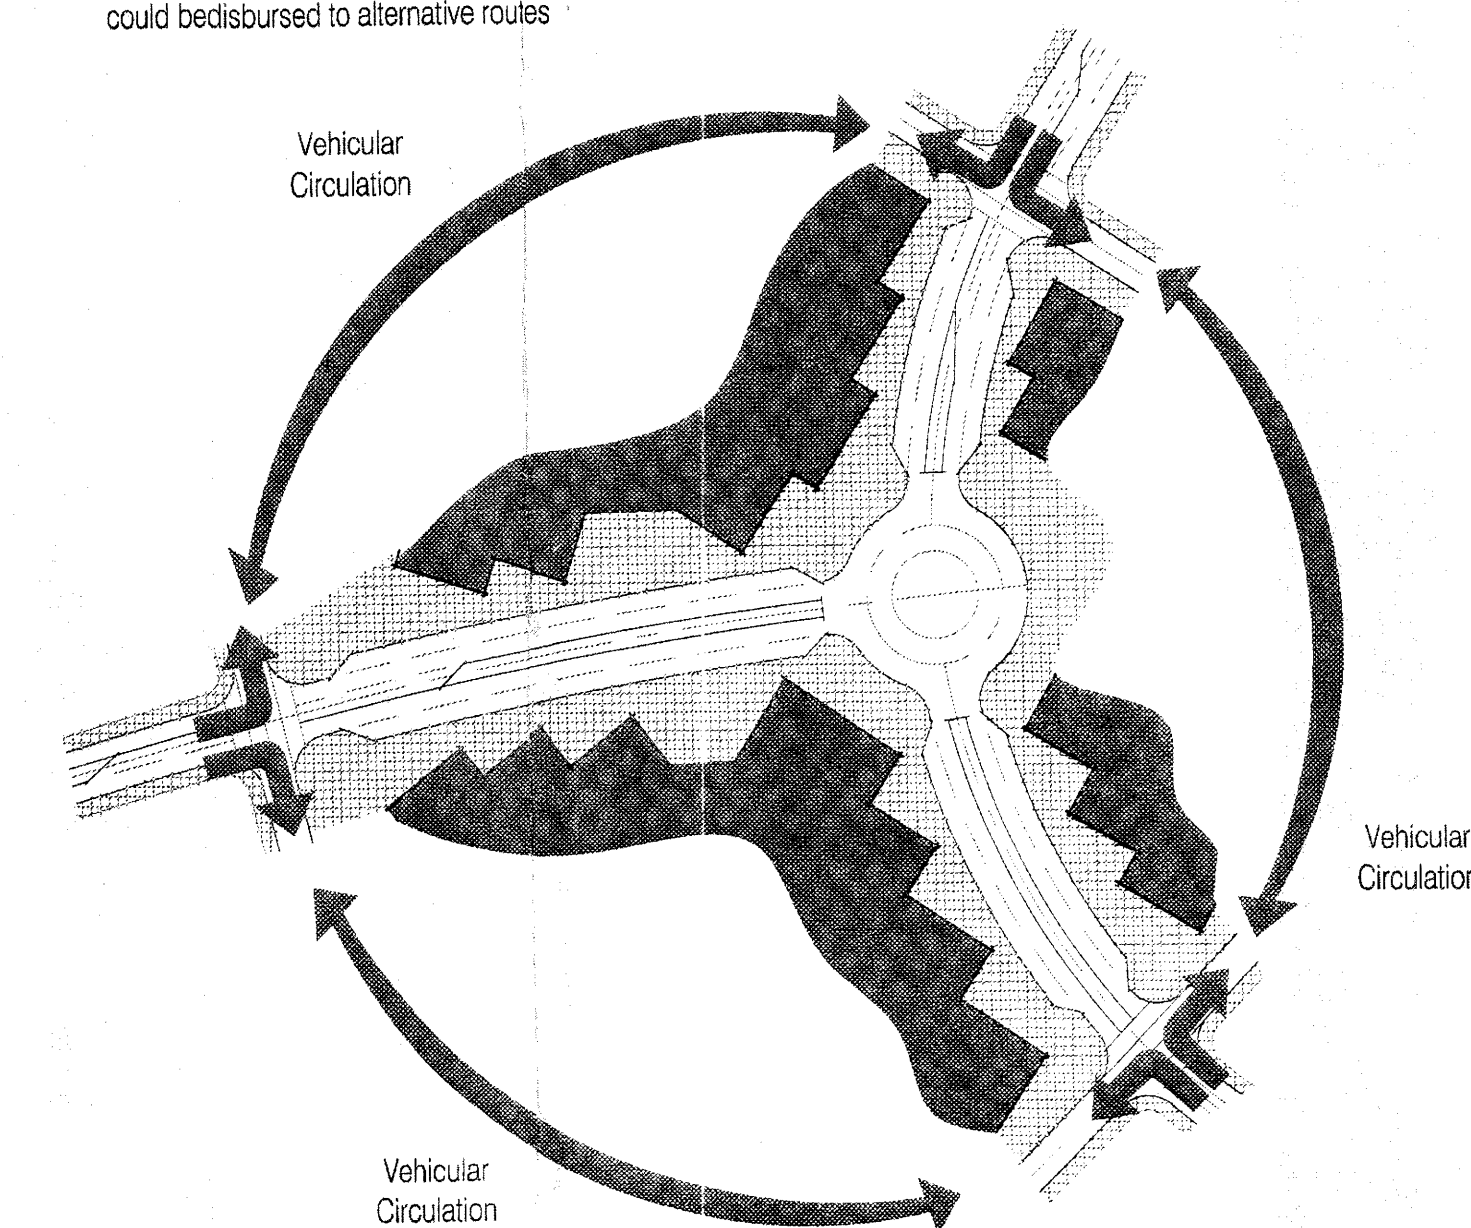 could bedisbursed to alternative routes
Vehicular
Circulation
Vehicular
Circulation
Vehicular
Circulation